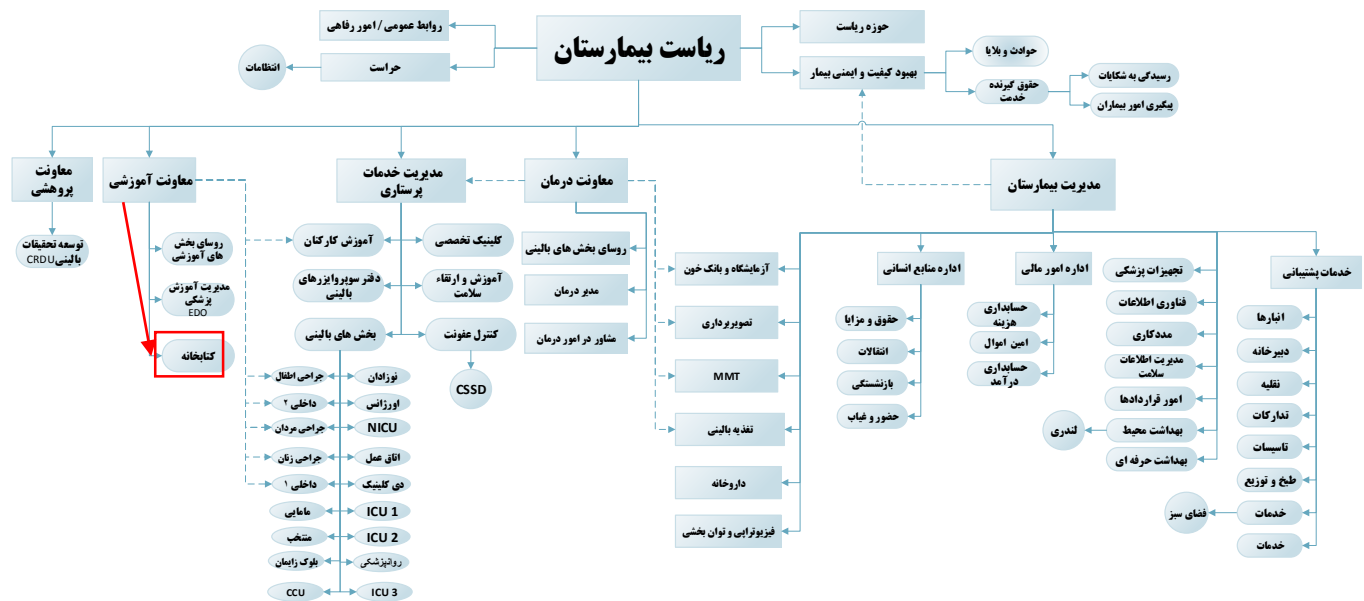 ریاست بیمارستان
روابط عمومی / امور رفاهی
حراست
انتظامات
حوزه ریاست
بهبود کیفیت و ایمنی بیمار
حوادث و بلایا
حقوق گیرنده
خدمت
رسیدگی به شکایات
پیگیری امور بیماران
مدیریت بیمارستان
معاونت درمان
مدیریت خدمات
پرستاری
معاونت آموزشی
معاونت
پروهشی
خدمات پشتیبانی
انبارها
دبیرخانه
نقلیه
تدارکات
تاسیسات
طبخ و توزیع
خدمات
فضای سبز
خدمات
تجهیزات پزشکی
فناوری اطلاعات
مددکاری
مدیریت اطلاعات
سلامت
امور قراردادها
بهداشت محیط
لندری
بهداشت حرفه ای
اداره امور مالی
حسابداری
هزینه
امین اموال
حسابداری
درآمد
اداره منابع انسانی
حقوق و مزایا
انتقالات
بازنشستگی
حضور و غیاب
آزمایشگاه و بانک خون
تصویربرداری
MMT
تغذیه بالینی
داروخانه
فیزیوتراپی و توان بخشی
روسای بخش های بالینی
مدیر درمان
مشاور در امور درمان
کلینیک تخصصی
آموزش کارکنان
آموزش و ارتقاء
سلامت
دفتر سوپروایزرهای
بالینی
کنترل عفونت
CSSD
بخش های بالینی
نوزادان
جراحی اطفال
اورژانس
داخلی ۲
NICU
جراحی مردان
اتاق عمل
جراحی زنان
دی کلینیک
داخلی ۱
ICU 1
مامایی
ICU 2
منتخب
روانپزشکی
بلوک زایمان
ICU 3
CCU
روسای بخش
های آموزشی
مدیریت آموزش
پزشکی
EDO
کتابخانه
توسعه تحقیقات
بالینی CRDU